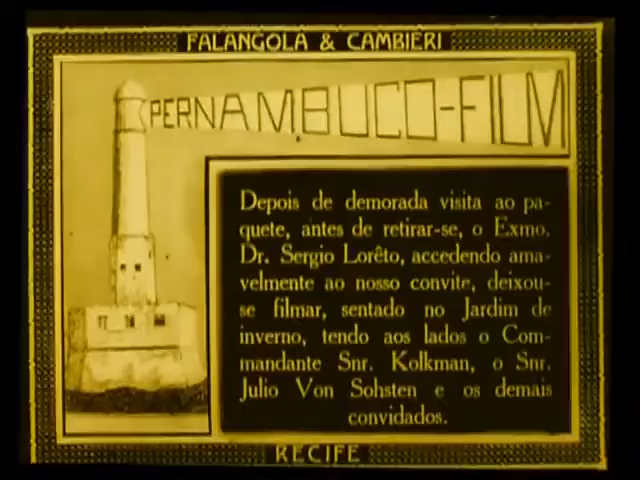 FALANGOLA & CAMBIERI
PERNAMBUCO-FILM
Depois de demorada visita ao pa-
quete, antes de retirar-se, o Exmo.
Dr. Sergio Lorêto, accedendo ama-
velmente ao nosso convite, deixou-
se filmar, sentado no Jardim de
inverno, tendo aos lados o Com-
mandante Snr. Kolkman, o Snr.
Julio Von Sohsten e os demais
convidados.
RECIFE